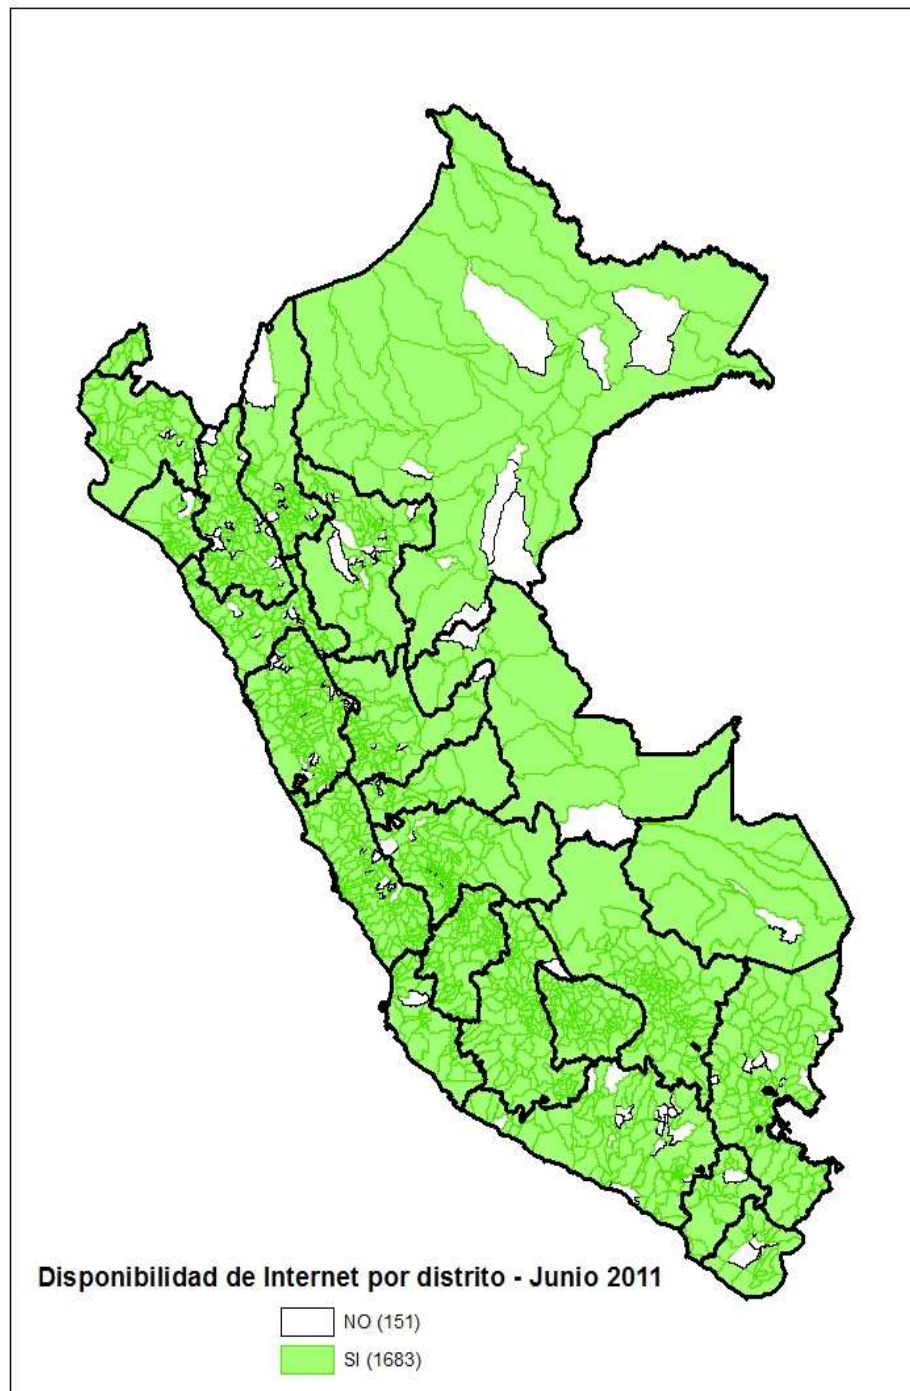 Disponibilidad de Internet por distrito - Junio 2011
NO (151)
SI (1683)